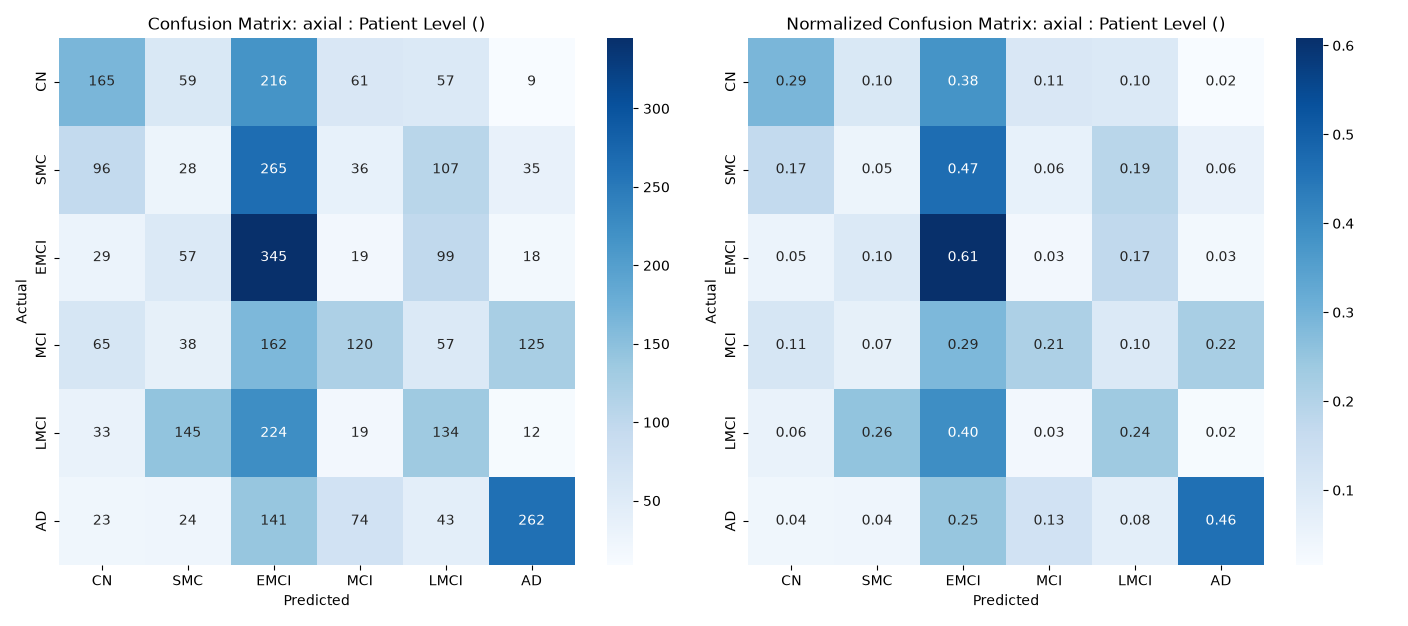 Confusion Matrix: axial : Patient Level ()
CN 165 59 216 61 57 9
SMC 96 28 265 36 107 35
EMCI 29 57 345 19 99 18
MCI 65 38 162 120 57 125
LMCI 33 145 224 19 134 12
AD 23 24 141 74 43 262
CN SMC EMCI MCI LMCI AD
Predicted
Actual
300
250
200
150
100
50
Normalized Confusion Matrix: axial : Patient Level ()
CN 0.29 0.10 0.38 0.11 0.10 0.02
SMC 0.17 0.05 0.47 0.06 0.19 0.06
EMCI 0.05 0.10 0.61 0.03 0.17 0.03
MCI 0.11 0.07 0.29 0.21 0.10 0.22
LMCI 0.06 0.26 0.40 0.03 0.24 0.02
AD 0.04 0.04 0.25 0.13 0.08 0.46
CN SMC EMCI MCI LMCI AD
Predicted
Actual
0.6
0.5
0.4
0.3
0.2
0.1